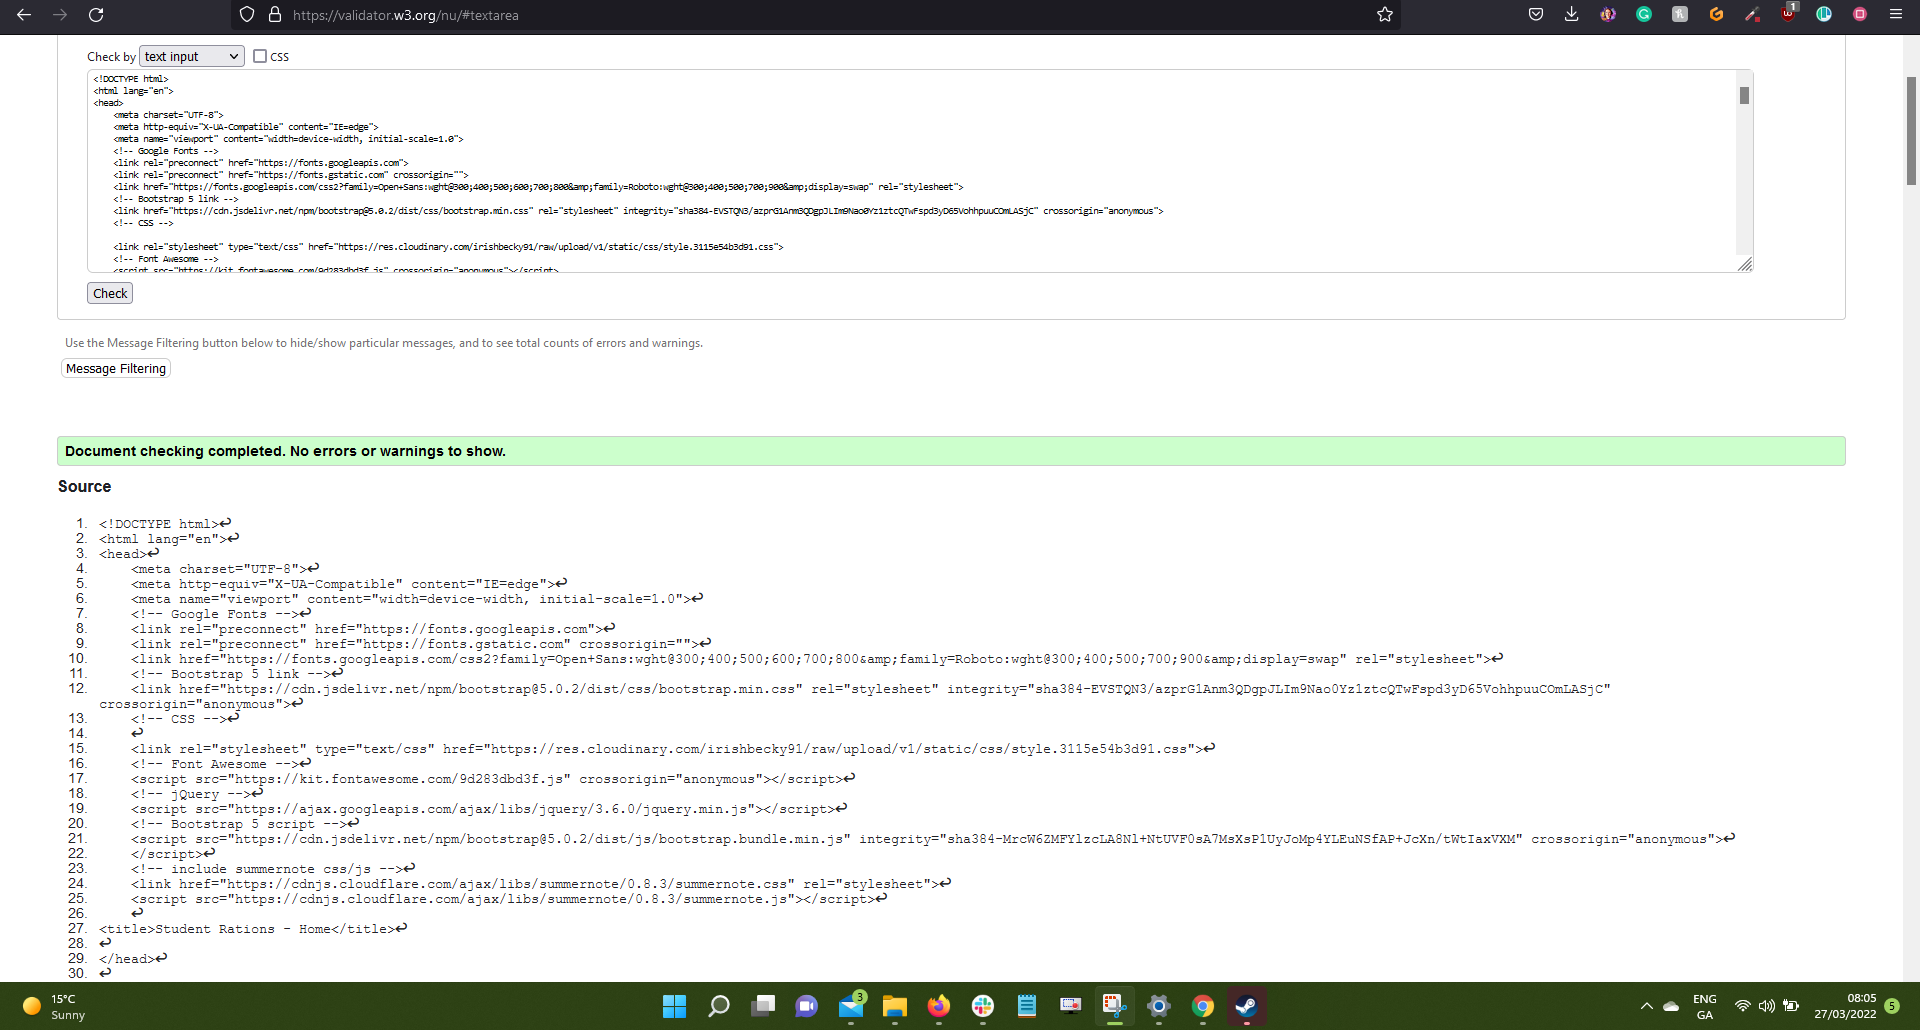 https://validator.w3.org/nu/#textarea
1
Check by text input CSS
<!DOCTYPE html>
<html lang="en">
<head>
<meta charset="UTF-8">
<meta http-equiv="X-UA-Compatible" content="IE=edge">
<meta name="viewport" content="width=device-width, initial-scale=1.0">
<!-- Google Fonts -->
<link rel="preconnect" href="https://fonts.googleapis.com">
<link rel="preconnect" href="https://fonts.gstatic.com" crossorigin="">
<link href="https://fonts.googleapis.com/css2?family=Open+Sans:wght@300;400;500;600;700;800&amp;family=Roboto:wght@300;400;500;700;900&amp;display=swap" rel="stylesheet">
<!-- Bootstrap 5 link -->
<link href="https://cdn.jsdelivr.net/npm/bootstrap@5.0.2/dist/css/bootstrap.min.css" rel="stylesheet" integrity="sha384-EVSTQN3/azprG1Anm3QDgpJLIm9Nao0Yz1ztcQTwFspd3yD65VohhpuuCOmLASjC" crossorigin="anonymous">
<!-- CSS -->
<link rel="stylesheet" type="text/css" href="https://res.cloudinary.com/irishbecky91/raw/upload/v1/static/css/style.3115e54b3d91.css">
<!-- Font Awesome -->
<script src="https://kit.fontawesome.com/9d283dbd3f.js" crossorigin="anonymous"></script>
Check
Use the Message Filtering button below to hide/show particular messages, and to see total counts of errors and warnings.
Message Filtering
Document checking completed. No errors or warnings to show.
Source
1. <!DOCTYPE html>↩
2. <html lang="en">↩
3. <head>↩
4. <meta charset="UTF-8">↩
5. <meta http-equiv="X-UA-Compatible" content="IE=edge">↩
6. <meta name="viewport" content="width=device-width, initial-scale=1.0">↩
7. <!-- Google Fonts -->↩
8. <link rel="preconnect" href="https://fonts.googleapis.com">↩
9. <link rel="preconnect" href="https://fonts.gstatic.com" crossorigin="">↩
10. <link href="https://fonts.googleapis.com/css2?family=Open+Sans:wght@300;400;500;600;700;800&amp;family=Roboto:wght@300;400;500;700;900&amp;display=swap" rel="stylesheet">↩
11. <!-- Bootstrap 5 link -->↩
12. <link href="https://cdn.jsdelivr.net/npm/bootstrap@5.0.2/dist/css/bootstrap.min.css" rel="stylesheet" integrity="sha384-EVSTQN3/azprG1Anm3QDgpJLIm9Nao0Yz1ztcQTwFspd3yD65VohhpuuCOmLASjC"
crossorigin="anonymous">↩
13. <!-- CSS -->↩
14. ↩
15. <link rel="stylesheet" type="text/css" href="https://res.cloudinary.com/irishbecky91/raw/upload/v1/static/css/style.3115e54b3d91.css">↩
16. <!-- Font Awesome -->↩
17. <script src="https://kit.fontawesome.com/9d283dbd3f.js" crossorigin="anonymous"></script>↩
18. <!-- jQuery -->↩
19. <script src="https://ajax.googleapis.com/ajax/libs/jquery/3.6.0/jquery.min.js"></script>↩
20. <!-- Bootstrap 5 script -->↩
21. <script src="https://cdn.jsdelivr.net/npm/bootstrap@5.0.2/dist/js/bootstrap.bundle.min.js" integrity="sha384-MrcW6ZMFYlzcLA8Nl+NtUVF0sA7MsXsP1UyJoMp4YLEuNSfAP+JcXn/tWtIaxVXM" crossorigin="anonymous">↩
22. </script>↩
23. <!-- include summernote css/js -->↩
24. <link href="https://cdnjs.cloudflare.com/ajax/libs/summernote/0.8.3/summernote.css" rel="stylesheet">↩
25. <script src="https://cdnjs.cloudflare.com/ajax/libs/summernote/0.8.3/summernote.js"></script>↩
26. ↩
27. <title>Student Rations - Home</title>↩
28. ↩
29. </head>↩
30. ↩
15°C
Sunny
3
ENG
GA
08:05
27/03/2022
5